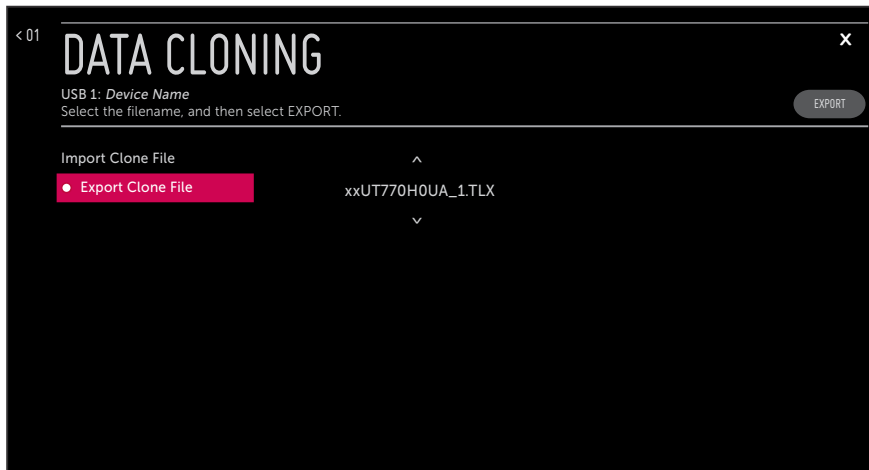 < 01
DATA CLONING
X
USB 1: Device Name
Select the filename, and then select EXPORT.
EXPORT
Import Clone File
Export Clone File
xxUT770H0UA_1.TLX